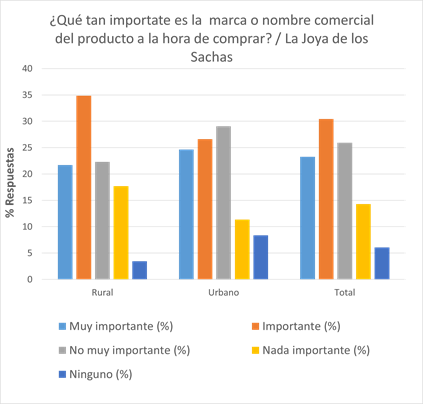 ¿Qué tan importate es la marca o nombre comercial
del producto a la hora de comprar? / La Joya de los
Sachas
40
35
30
25
20
15
10
5
0
% Respuestas
Rural Urbano Total
Muy importante (%) Importante (%)
No muy importante (%) Nada importante (%)
Ninguno (%)